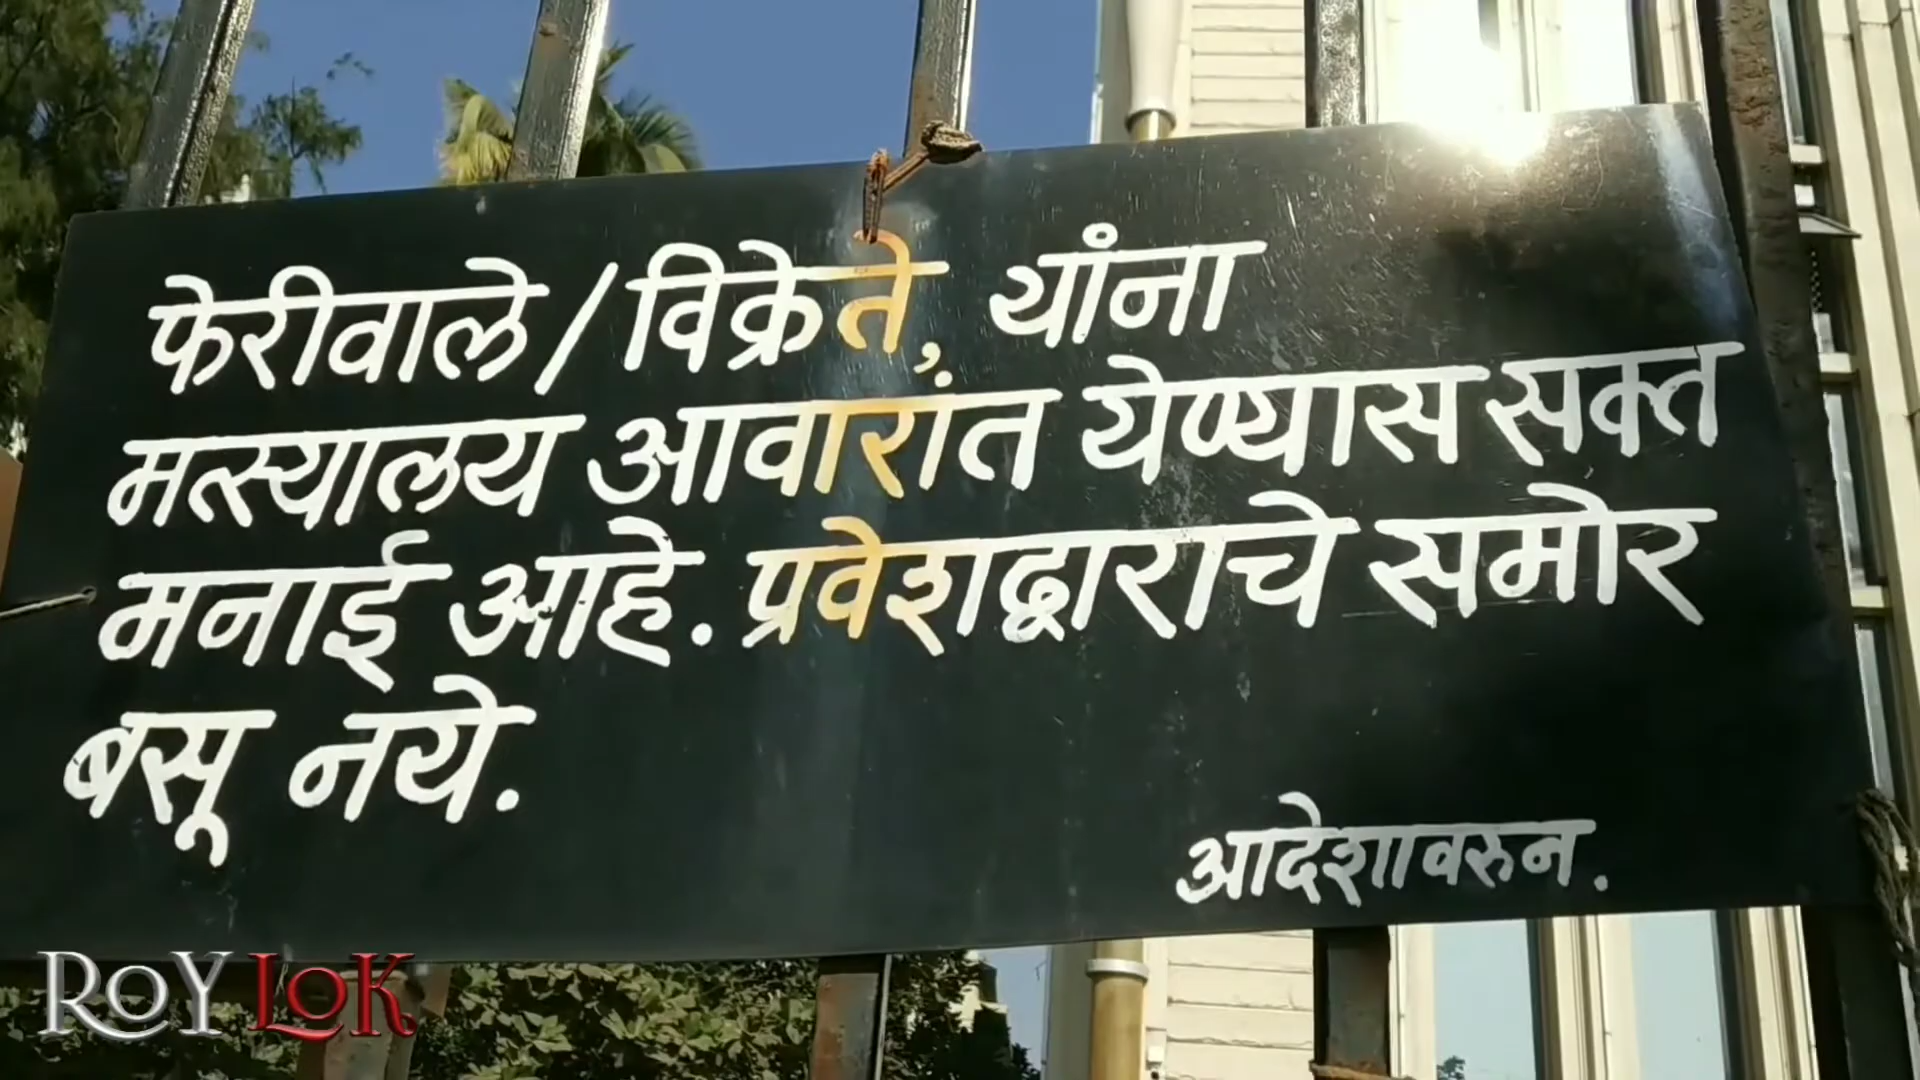 फेरीवाले/विक्रेते, यांना
मत्स्यालय आवारांत येण्यास सक्त
मनाई आहे. प्रवेशद्वाराचे समोर
बसू नये.
आदेशावरुन.
ROY LOK